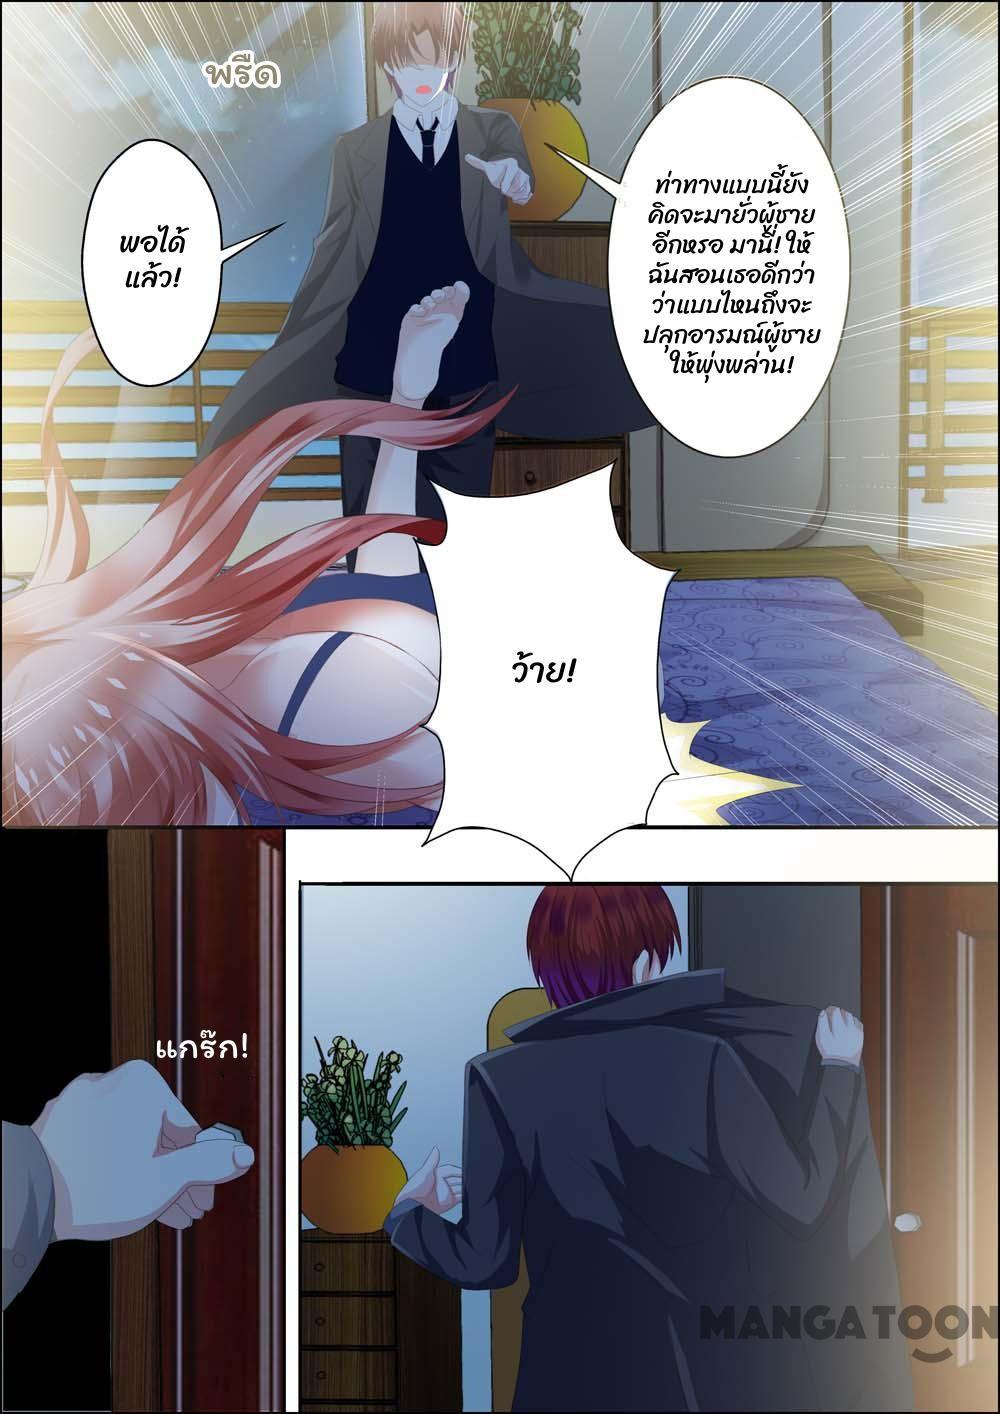 พรืด
พอได้
แล้ว!
ท่าทางแบบนี้ยัง
คิดจะมายั่วผู้ชาย
อีกหรอ มานี่! ให้
ฉันสอนเธอดีกว่า
ว่าแบบไหนถึงจะ
ปลุกอารมณ์ผู้ชาย
ให้พุ่งพล่าน!
ว้าย!
แกร๊ก!
MANGATOON